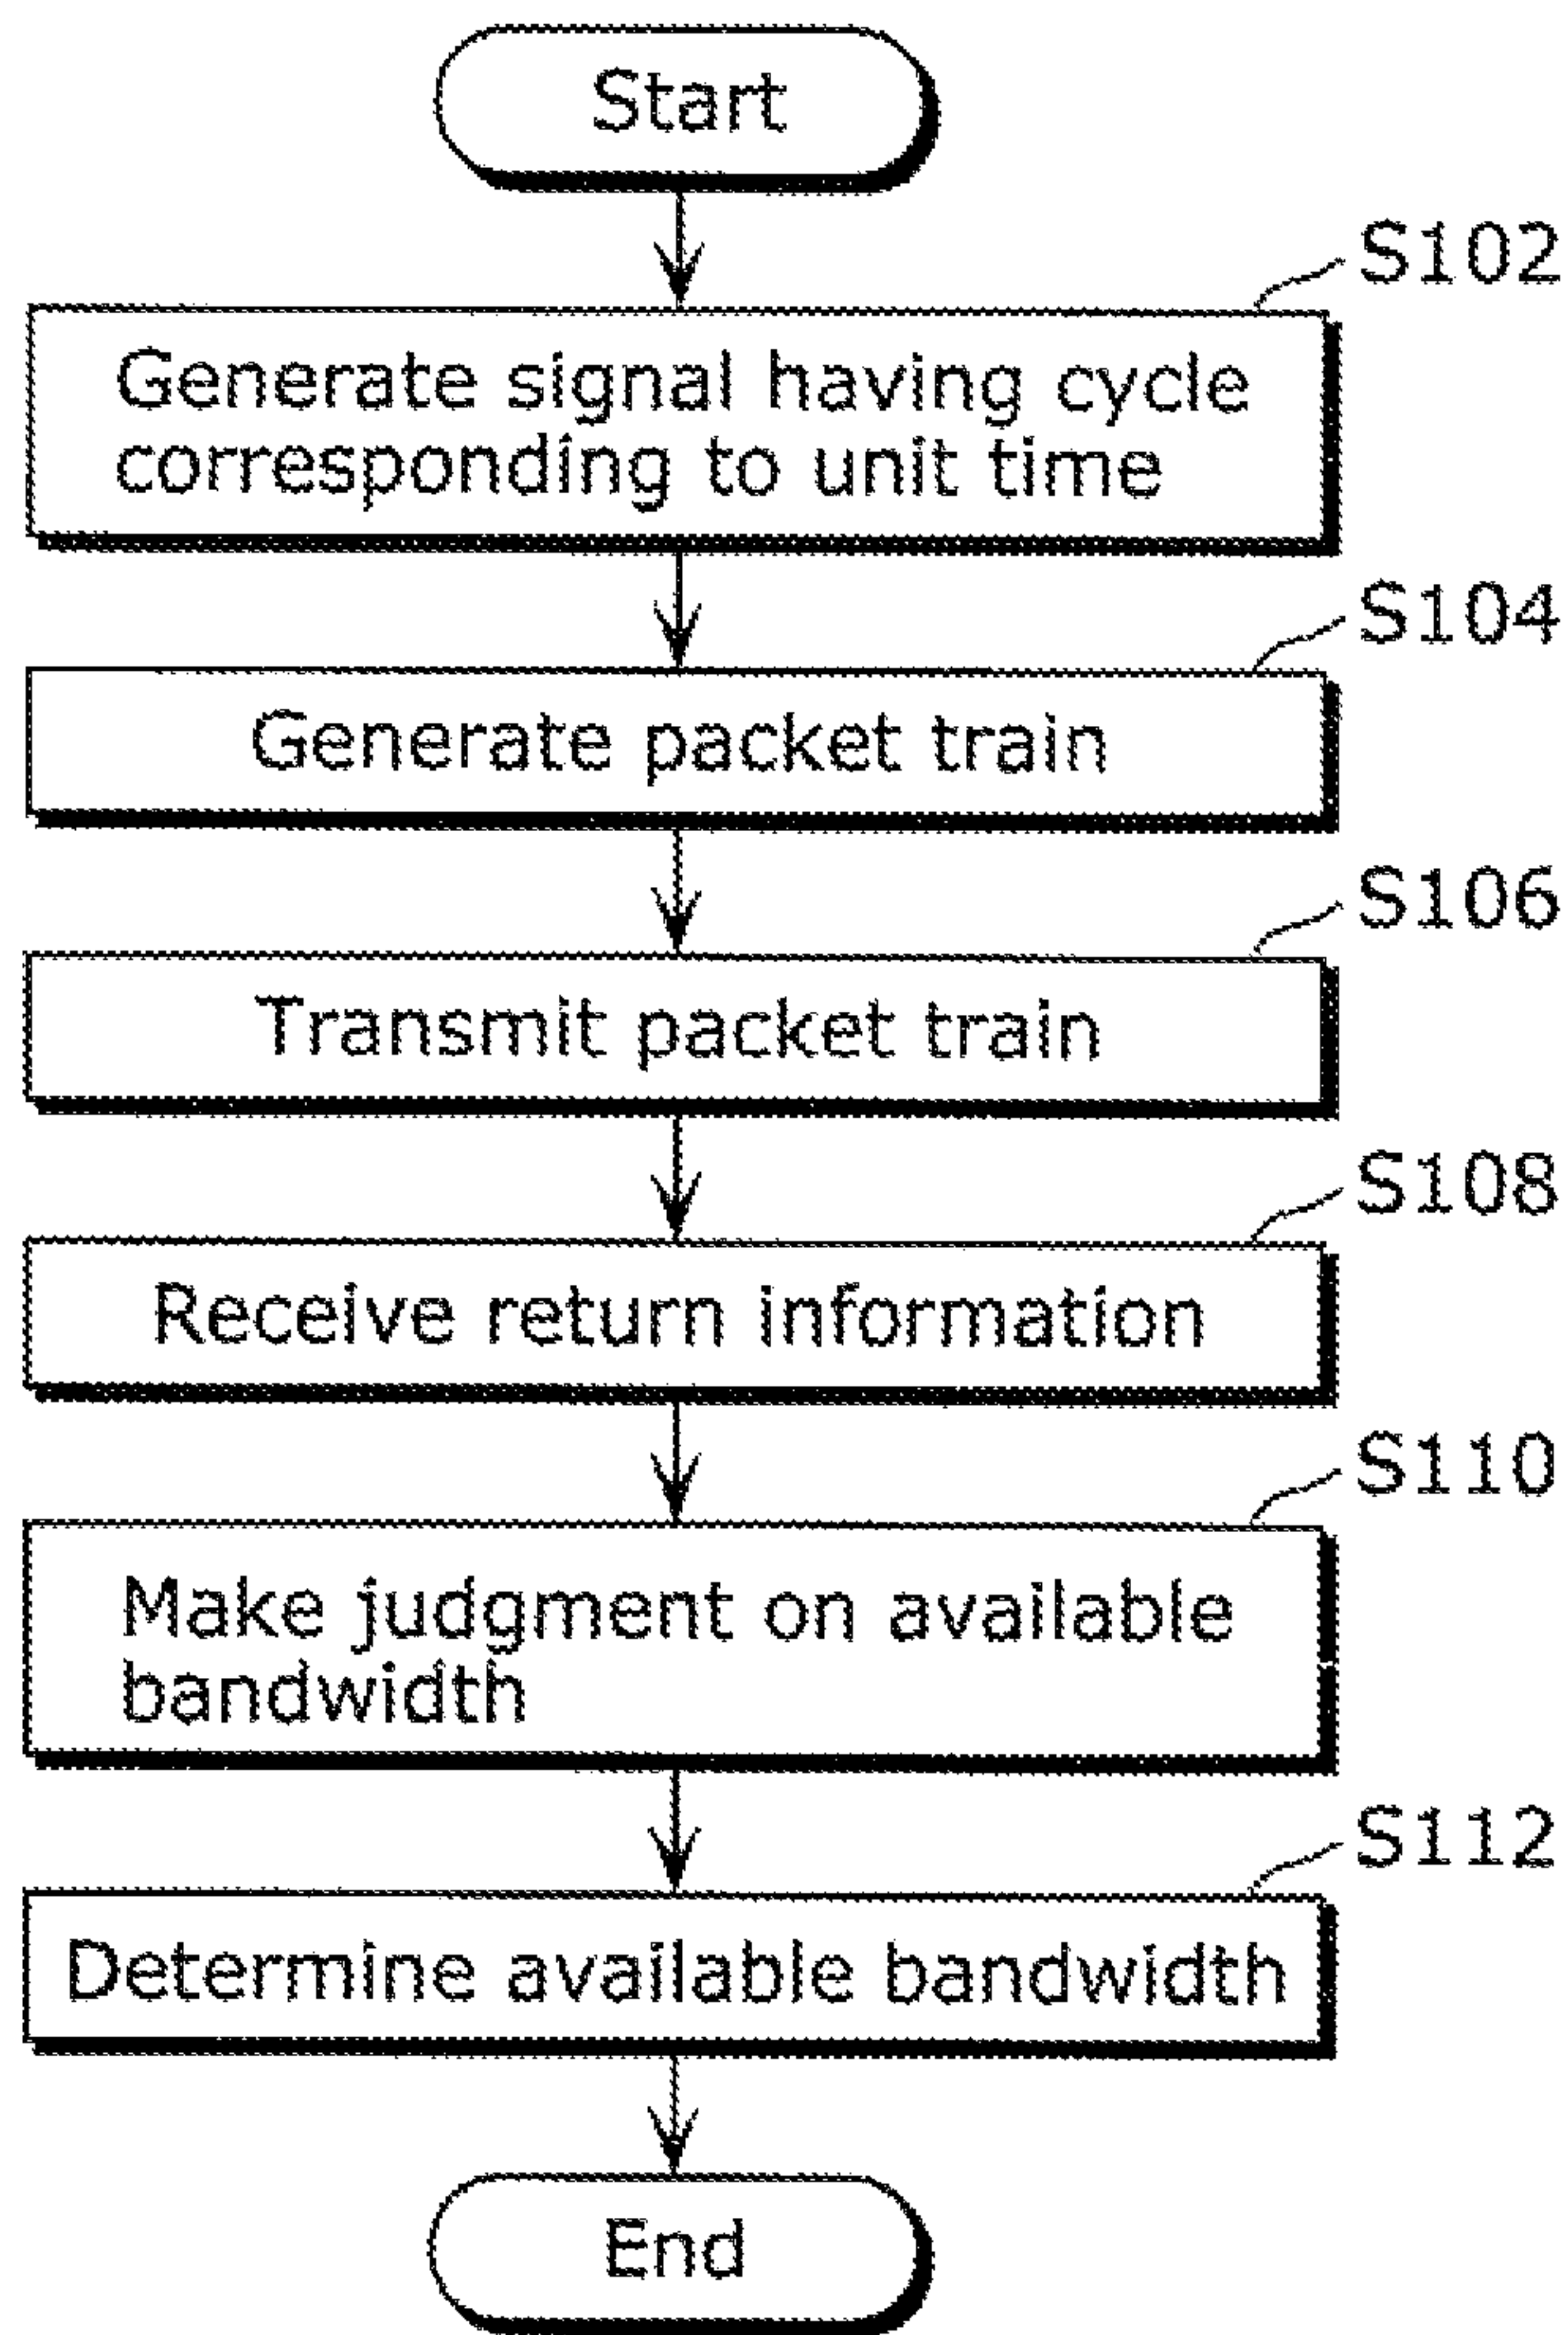 Start
S102
Generate signal having cycle
corresponding to unit time
S104
Generate packet train
S106
Transmit packet train
S108
Receive return information
S110
Make judgment on available
bandwidth
S112
Determine available bandwidth
End